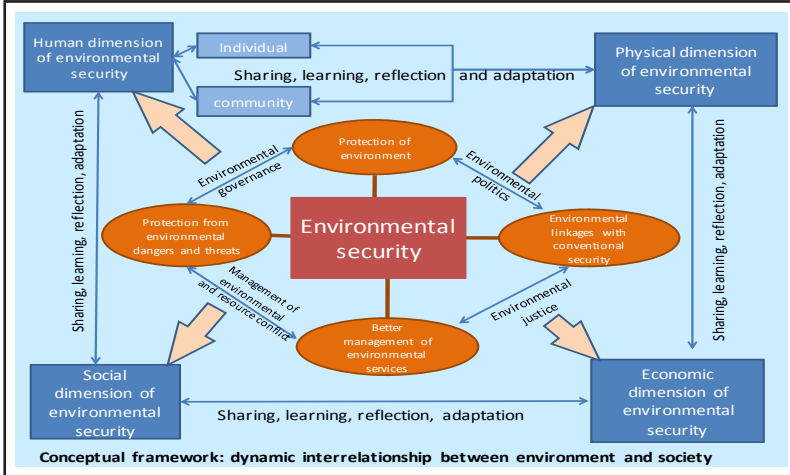 Human dimension
of environmental
security
Individual
community
Sharing, learning, reflection and adaptation
Physical dimension
of environmental
security
Protection of
environment
Environmental
governance
Environmental
politics
Sharing, learning, reflection, adaptation
Protection from
environmental
dangers and threats
Environmental
security
Environmental
linkages with
conventional
security
Sharing, learning, reflection, adaptation
Management of
environmental
and resource conflict
Better
management of
environmental
services
Environmental
justice
Social
dimension of
environmental
security
Sharing, learning, reflection, adaptation
Economic
dimension of
environmental
security
Conceptual framework: dynamic interrelationship between environment and society